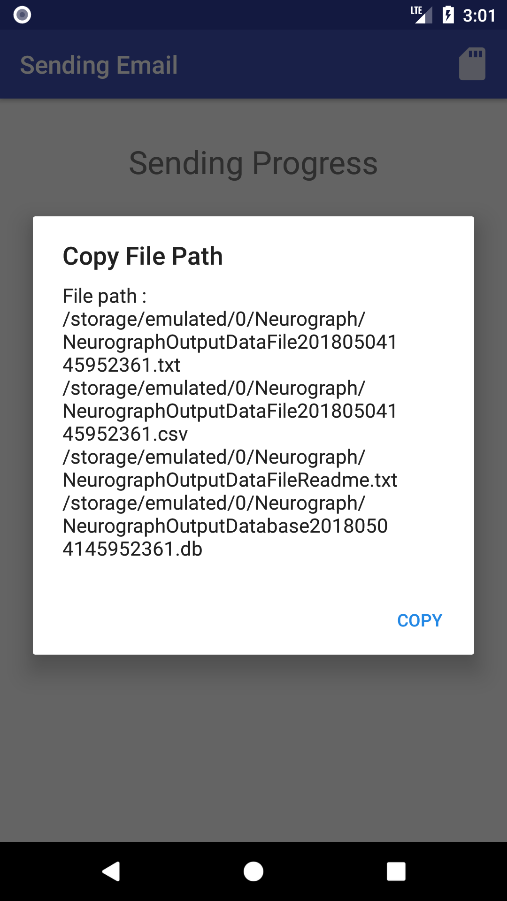 LTE 3:01
Sending Email
Sending Progress
Copy File Path
File path :
/storage/emulated/0/Neurograph/
NeurographOutputDataFile201805041
45952361.txt
/storage/emulated/0/Neurograph/
NeurographOutputDataFile201805041
45952361.csv
/storage/emulated/0/Neurograph/
NeurographOutputDataFileReadme.txt
/storage/emulated/0/Neurograph/
NeurographOutputDatabase2018050
4145952361.db
COPY